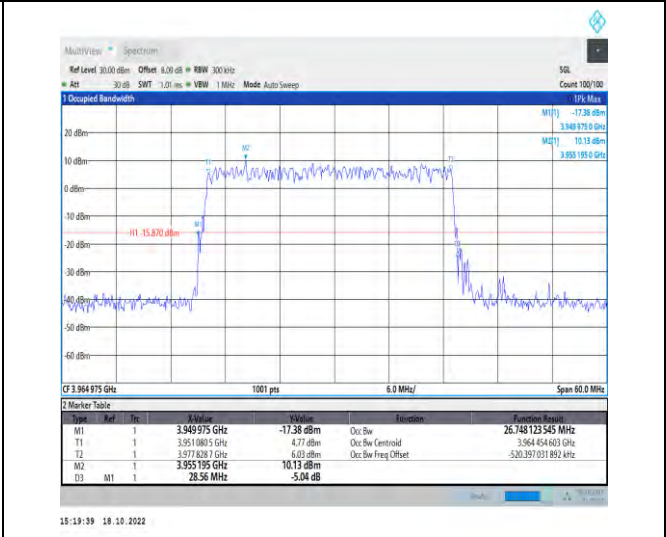 MultiView Spectrum
Ref Level 30.00 dBm Offset 8.00 dB RBW 300 kHz SGL
Att 30 dB SWT 1.01 ms VBW 1 MHz Mode Auto Sweep Count 100/100
1 Occupied Bandwidth 1Pk Max
M1[1] -17.38 dBm
3.949 975 0 GHz
M2[1] 10.13 dBm
3.955 195 0 GHz
20 dBm
M2
T1
T2
10 dBm
0 dBm
-10 dBm
M1
H1 -15.870 dBm
-20 dBm
D3
-30 dBm
-40 dBm
-50 dBm
-60 dBm
CF 3.964 975 GHz 1001 pts 6.0 MHz/ Span 60.0 MHz
2 Marker Table
Type Ref Trc X-Value Y-Value Function Function Result
M1 1 3.949 975 GHz -17.38 dBm Occ Bw 26.748 123 545 MHz
T1 1 3.951 080 5 GHz 4.77 dBm Occ Bw Centroid 3.964 454 603 GHz
T2 1 3.977 828 7 GHz 6.03 dBm Occ Bw Freq Offset -520.397 031 892 kHz
M2 1 3.955 195 GHz 10.13 dBm
D3 M1 1 28.56 MHz -5.04 dB
15:19:39 18.10.2022